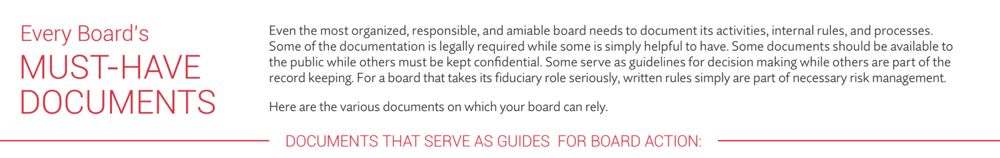 Every Board's
MUST-HAVE
DOCUMENTS
Even the most organized, responsible, and amiable board needs to document its activities, internal rules, and processes.
Some of the documentation is legally required while some is simply helpful to have. Some documents should be available to
the public while others must be kept confidential. Some serve as guidelines for decision making while others are part of the
record keeping. For a board that takes its fiduciary role seriously, written rules simply are part of necessary risk management.
Here are the various documents on which your board can rely.
DOCUMENTS THAT SERVE AS GUIDES FOR BOARD ACTION: